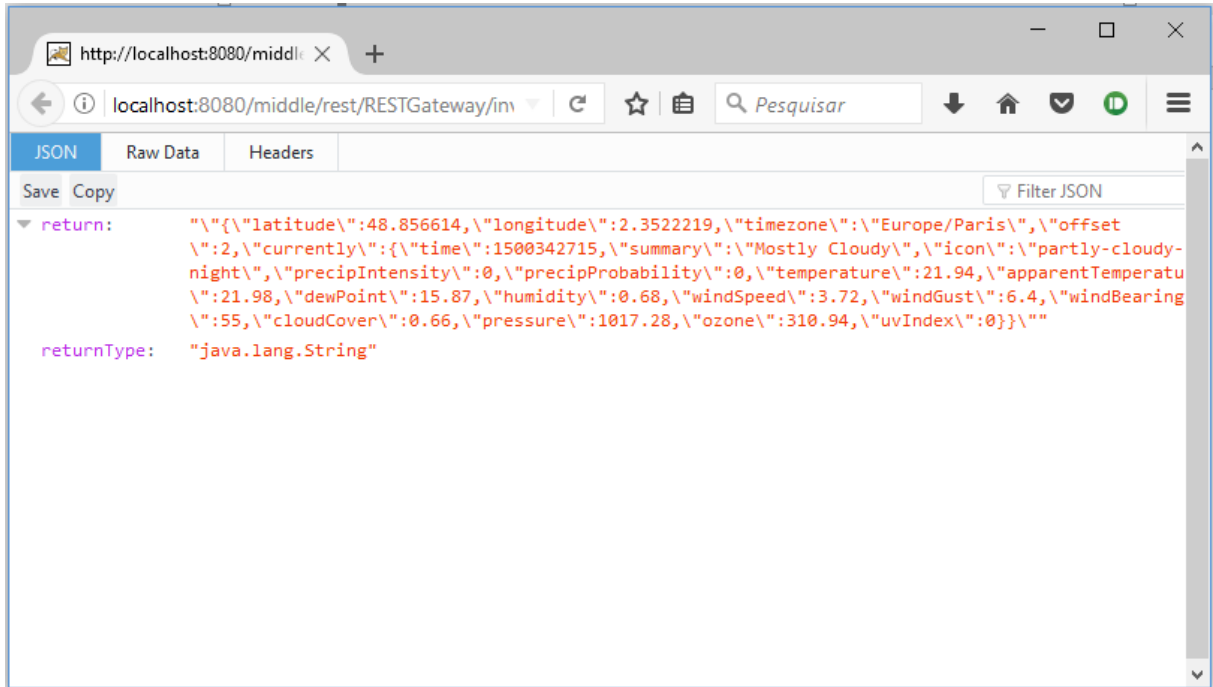 http://localhost:8080/middle
localhost:8080/middle/rest/RESTGateway/inv
Pesquisar
JSON Raw Data Headers
Save Copy Filter JSON
return: "\"{\"latitude\":48.856614,\"longitude\":2.3522219,\"timezone\":\"Europe/Paris\",\"offset
\":2,\"currently\":{\"time\":1500342715,\"summary\":\"Mostly Cloudy\",\"icon\":\"partly-cloudy-
night\",\"precipIntensity\":0,\"precipProbability\":0,\"temperature\":21.94,\"apparentTemperatu
\":21.98,\"dewPoint\":15.87,\"humidity\":0.68,\"windSpeed\":3.72,\"windGust\":6.4,\"windBearing
\":55,\"cloudCover\":0.66,\"pressure\":1017.28,\"ozone\":310.94,\"uvIndex\":0}}\""
returnType: "java.lang.String"